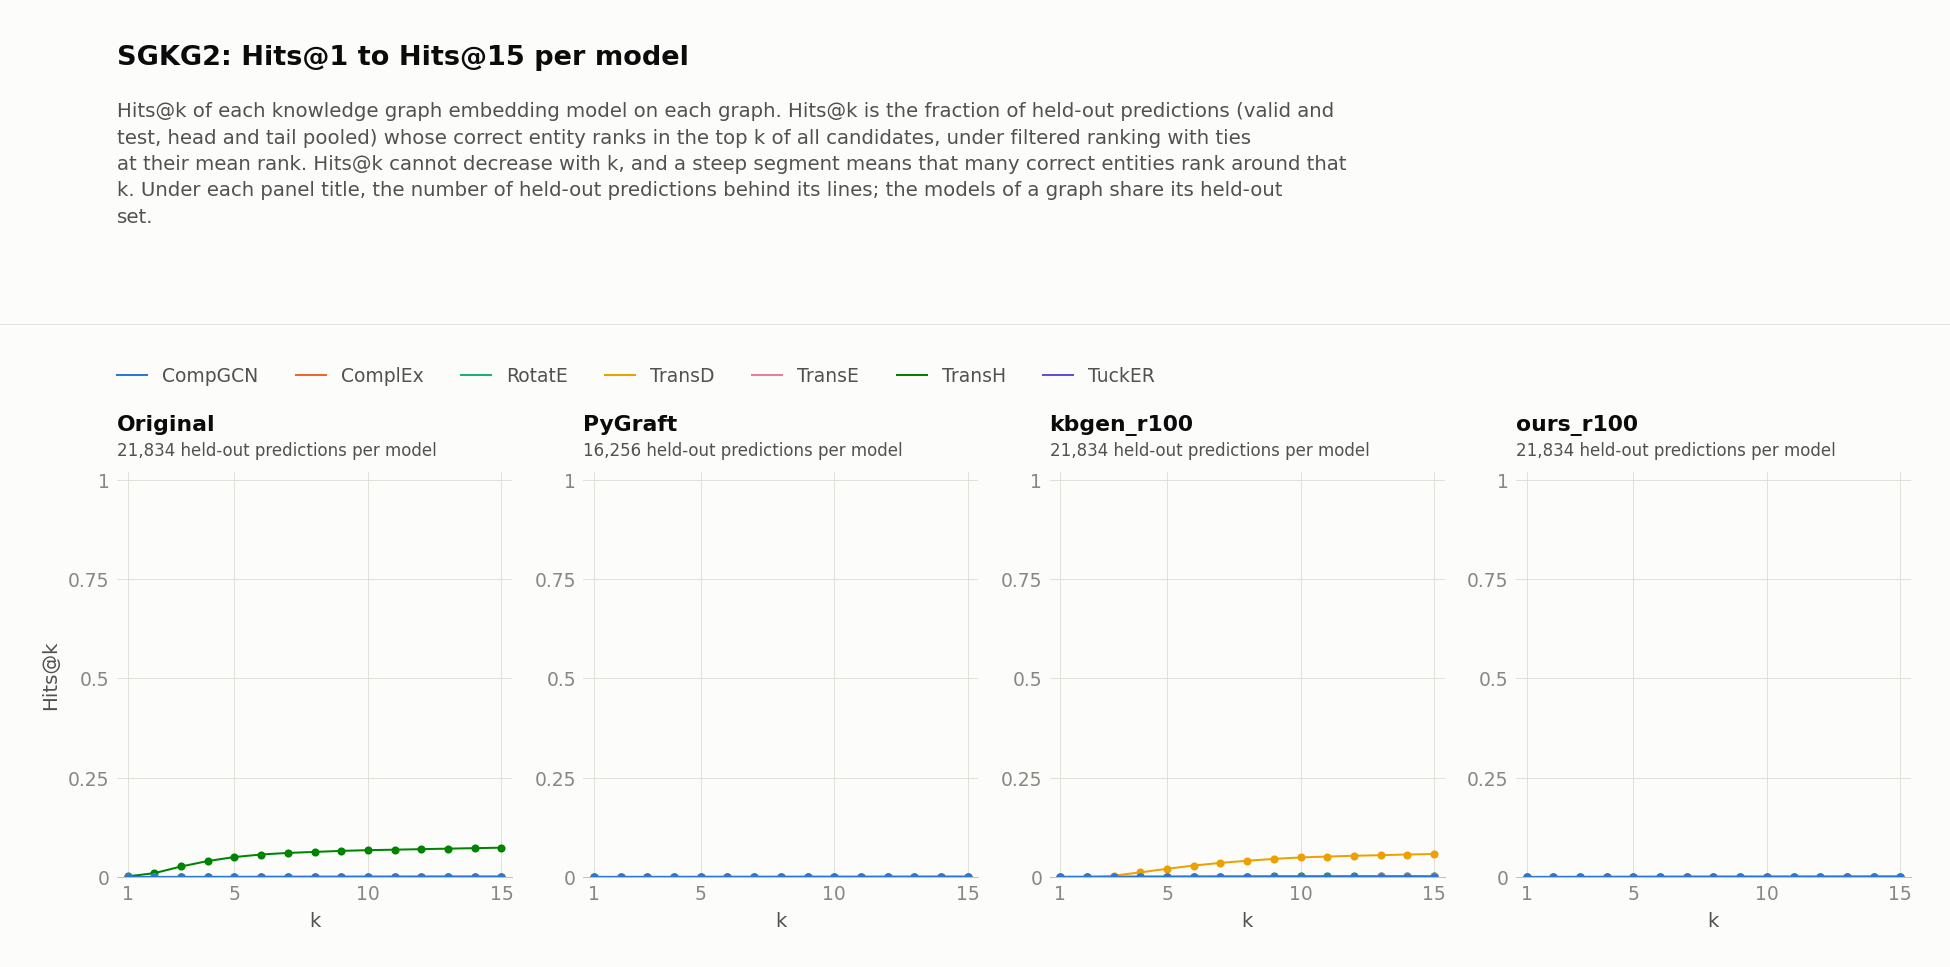 SGKG2: Hits@1 to Hits@15 per model
Hits@k of each knowledge graph embedding model on each graph. Hits@k is the fraction of held-out predictions (valid and
test, head and tail pooled) whose correct entity ranks in the top k of all candidates, under filtered ranking with ties
at their mean rank. Hits@k cannot decrease with k, and a steep segment means that many correct entities rank around that
k. Under each panel title, the number of held-out predictions behind its lines; the models of a graph share its held-out
set.
CompGCN ComplEx RotatE TransD TransE TransH TuckER
Original
21,834 held-out predictions per model
1
0.75
0.5
0.25
0
1 5 10 15
k
Hits@k
PyGraft
16,256 held-out predictions per model
1
0.75
0.5
0.25
0
1 5 10 15
k
kbgen_r100
21,834 held-out predictions per model
1
0.75
0.5
0.25
0
1 5 10 15
k
ours_r100
21,834 held-out predictions per model
1
0.75
0.5
0.25
0
1 5 10 15
k